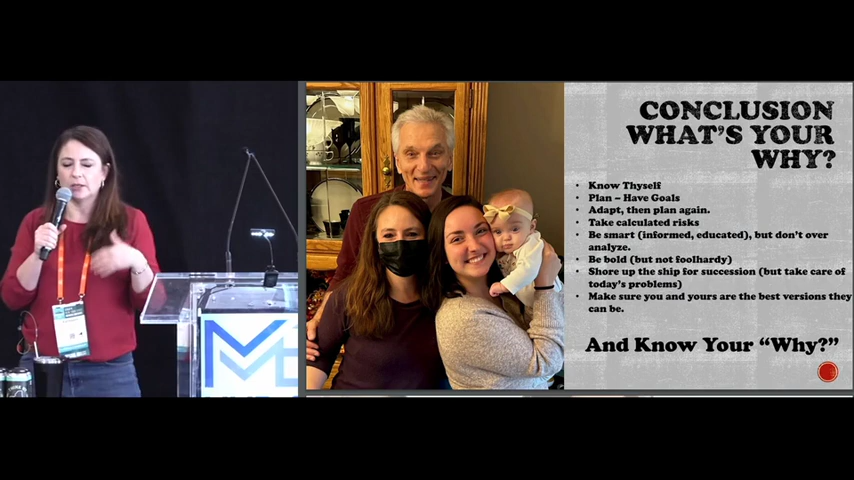 CONCLUSION
WHAT'S YOUR
WHY?
• Know Thyself
• Plan – Have Goals
• Adapt, then plan again.
• Take calculated risks
• Be smart (informed, educated), but don't over
analyze.
• Be bold (but not foolhardy)
• Shore up the ship for succession (but take care of
today's problems)
• Make sure you and yours are the best versions they
can be.
And Know Your "Why?"